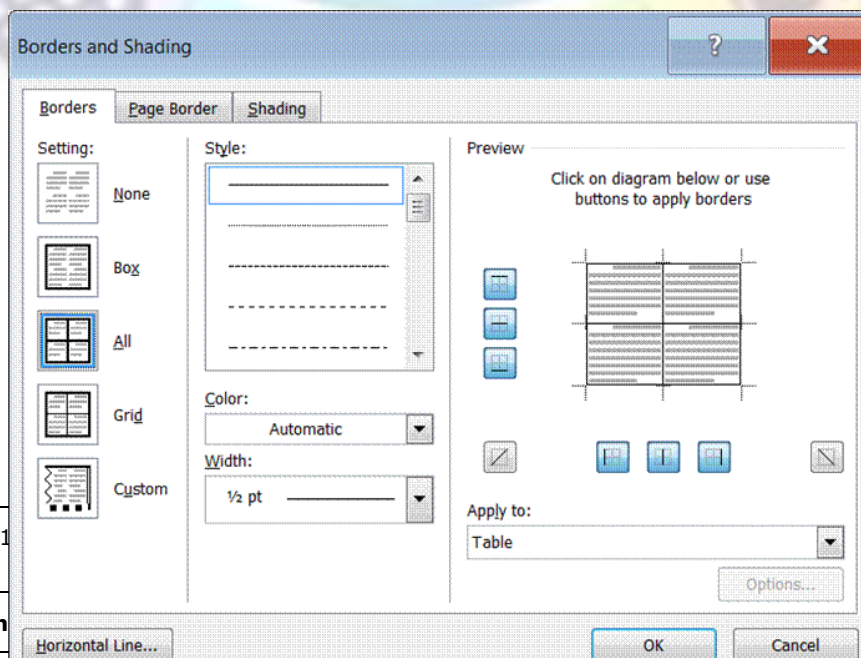 Borders and Shading
?
Borders
Page Border
Shading
Setting:
None
Box
All
Grid
Custom
Style:
Color:
Automatic
Width:
½ pt
Preview
Click on diagram below or use
buttons to apply borders
Apply to:
Table
Options...
1
n
Horizontal Line...
OK
Cancel